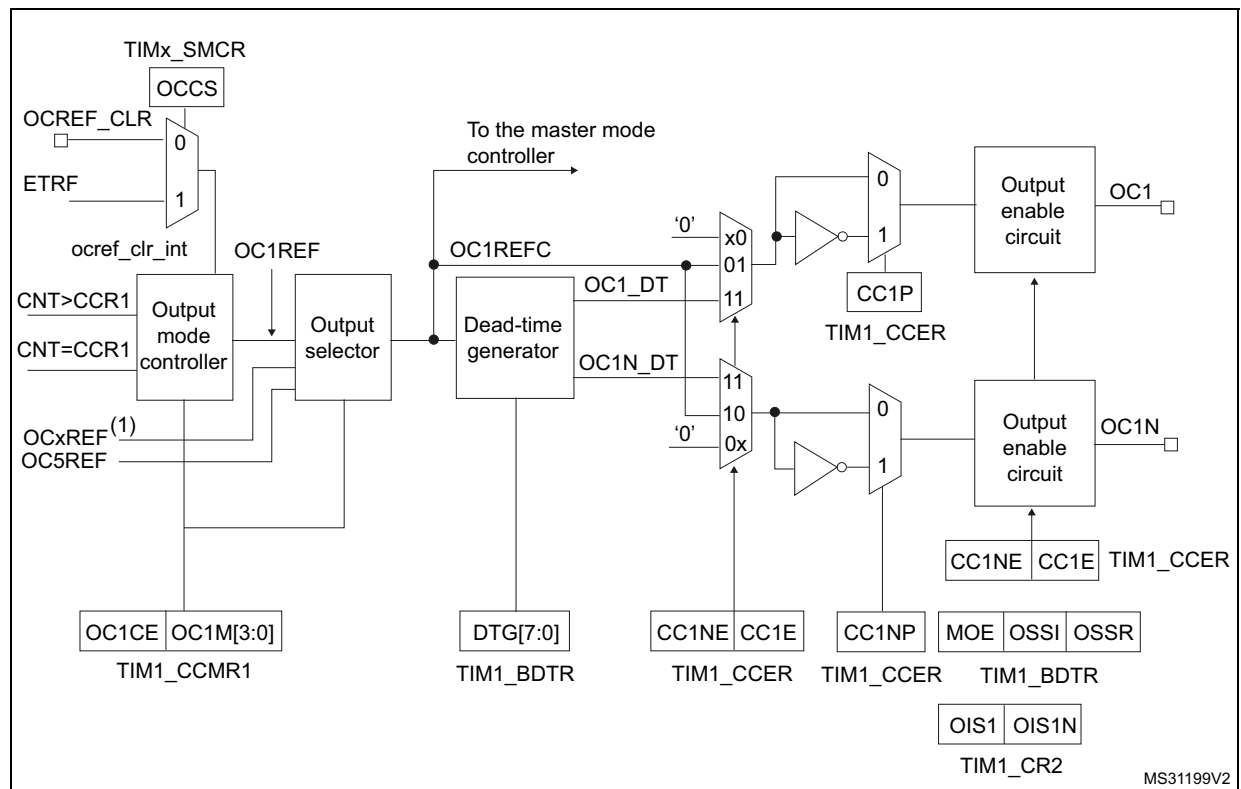 TIMx_SMCR
OCCS
OCREF_CLR
0
ETRF
1
ocref_clr_int
To the master mode
controller
OC1REF
OC1REFC
CNT>CCR1
CNT=CCR1
Output
mode
controller
Output
selector
Dead-time
generator
OC1_DT
OC1N_DT
OCxREF(1)
OC5REF
‘0’
x0
01
11
11
10
‘0’
0x
0
1
CC1P
TIM1_CCER
0
1
Output
enable
circuit
OC1
Output
enable
circuit
OC1N
CC1NE CC1E TIM1_CCER
OC1CE OC1M[3:0]
TIM1_CCMR1
DTG[7:0]
TIM1_BDTR
CC1NE CC1E
TIM1_CCER
CC1NP
TIM1_CCER
MOE OSSI OSSR
TIM1_BDTR
OIS1 OIS1N
TIM1_CR2
MS31199V2